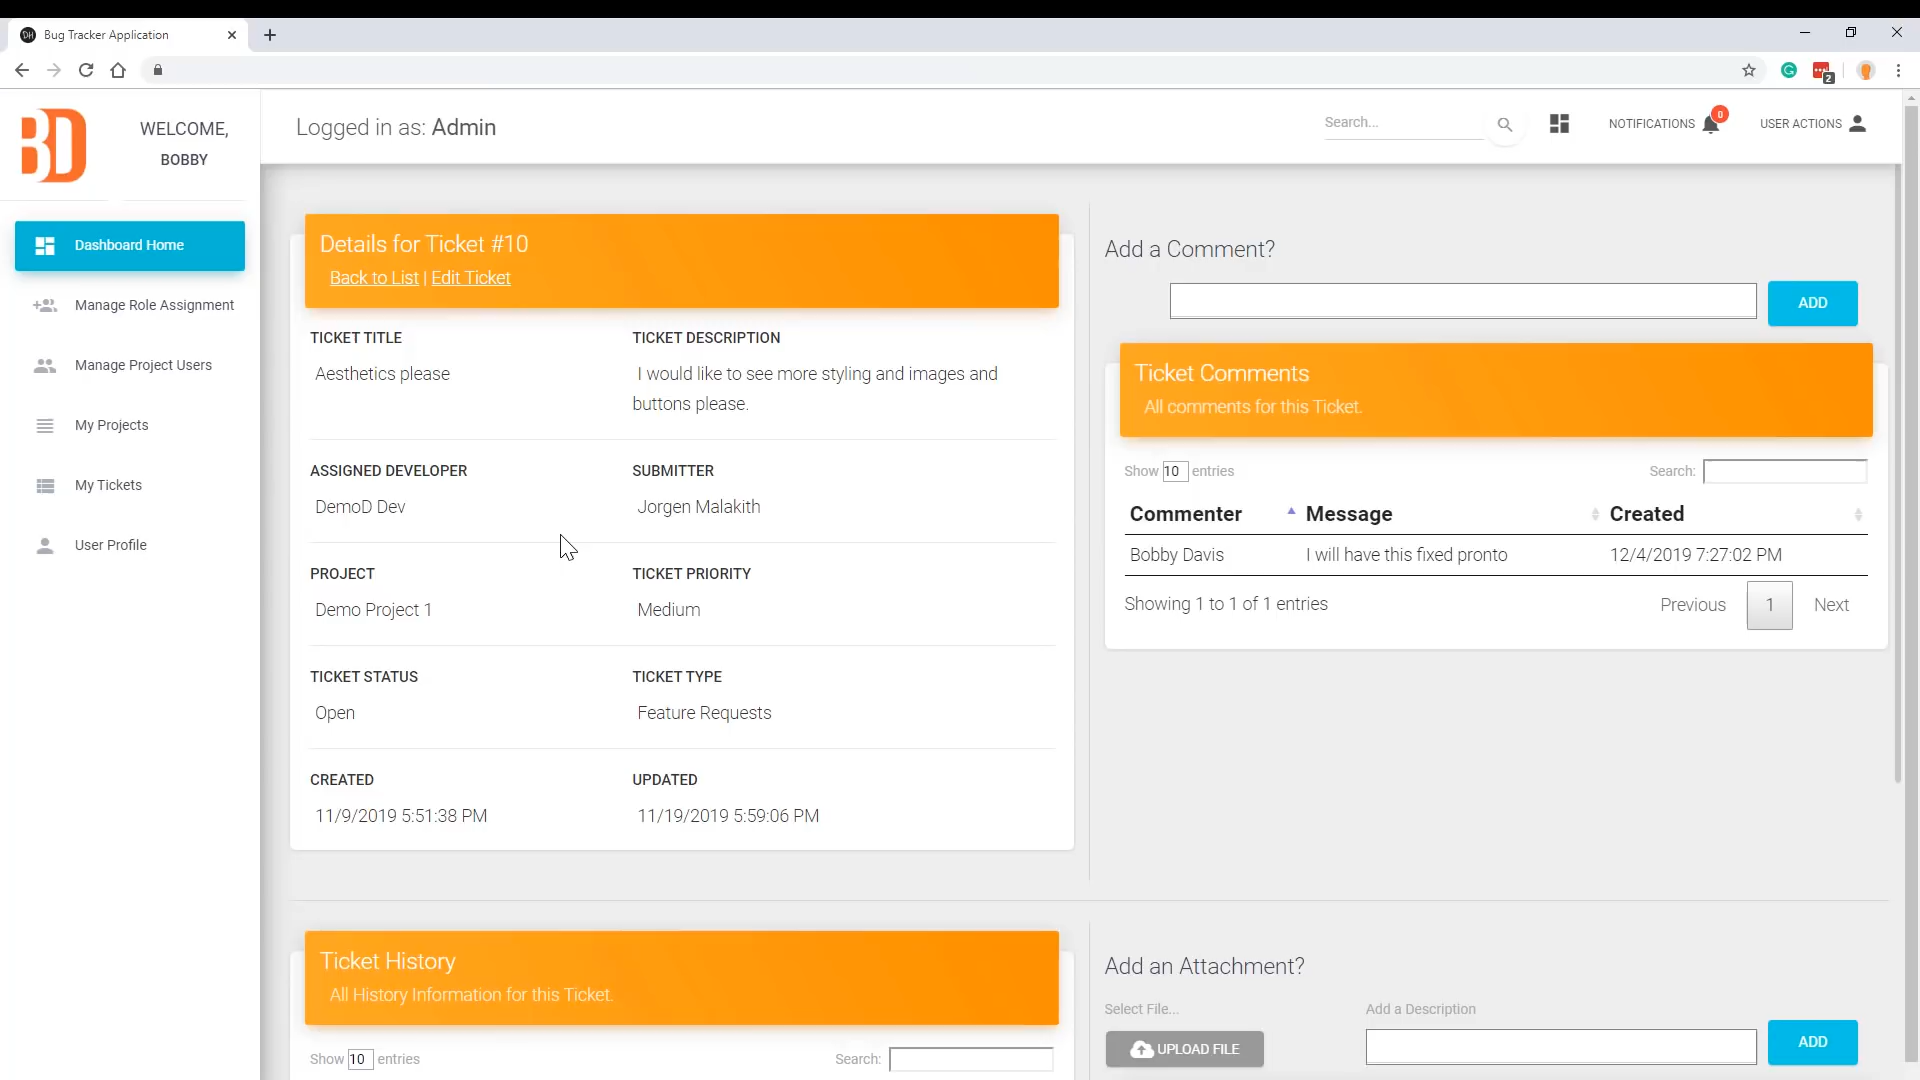 Bug Tracker Application
2
BD
WELCOME,
BOBBY
Logged in as: Admin
Search...
NOTIFICATIONS
0
USER ACTIONS
Dashboard Home
Manage Role Assignment
Manage Project Users
My Projects
My Tickets
User Profile
Details for Ticket #10
Back to List | Edit Ticket
TICKET TITLE
TICKET DESCRIPTION
Aesthetics please
I would like to see more styling and images and
buttons please.
ASSIGNED DEVELOPER
SUBMITTER
DemoD Dev
Jorgen Malakith
PROJECT
TICKET PRIORITY
Demo Project 1
Medium
TICKET STATUS
TICKET TYPE
Open
Feature Requests
CREATED
UPDATED
11/9/2019 5:51:38 PM
11/19/2019 5:59:06 PM
Add a Comment?
ADD
Ticket Comments
All comments for this Ticket.
Show 10 entries
Search:
Commenter Message Created
Bobby Davis I will have this fixed pronto 12/4/2019 7:27:02 PM
Showing 1 to 1 of 1 entries
Previous 1 Next
Ticket History
All History Information for this Ticket.
Show 10 entries
Search:
Add an Attachment?
Select File...
Add a Description
UPLOAD FILE
ADD